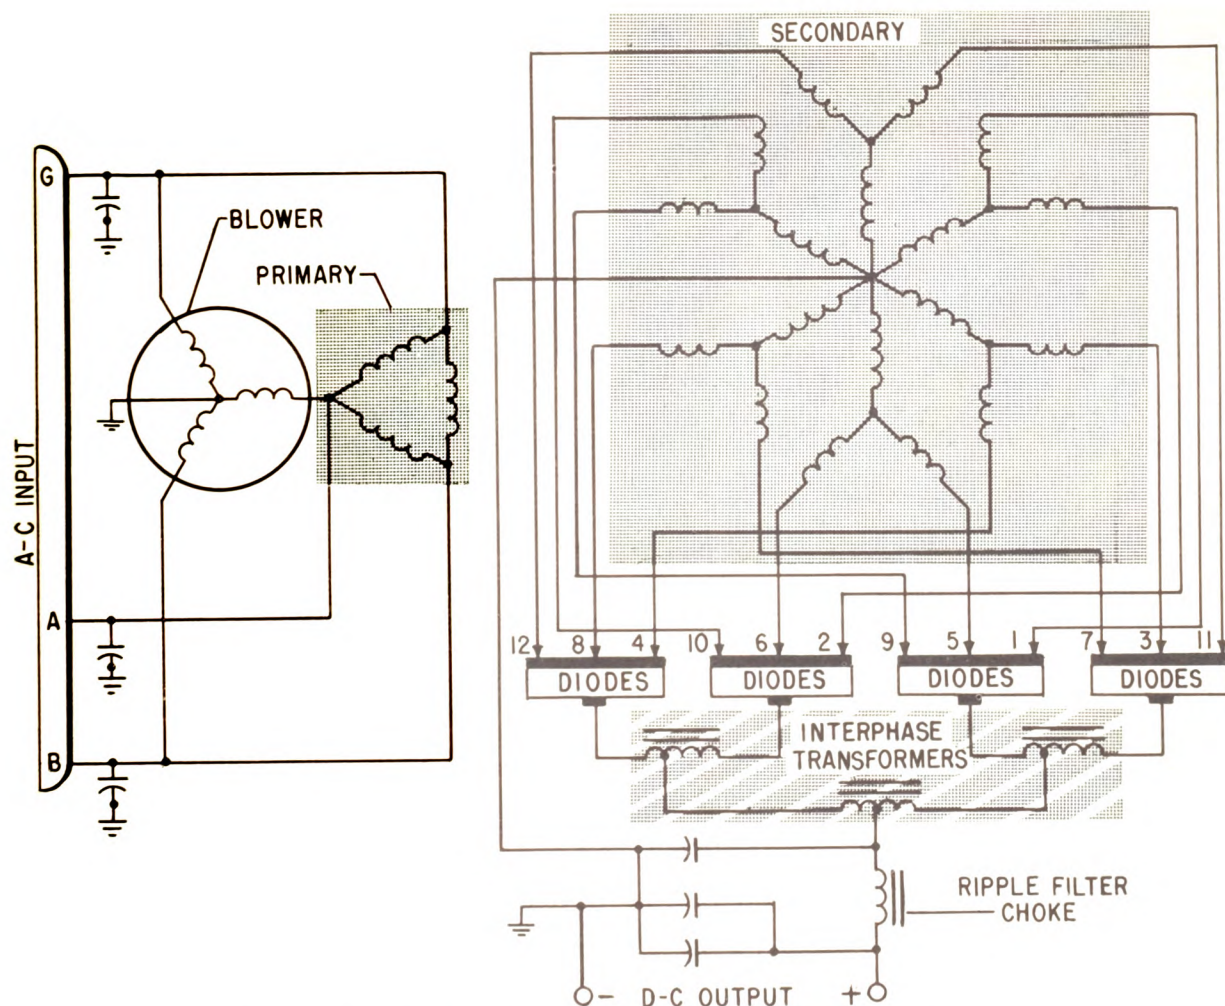 SECONDARY
G
BLOWER
PRIMARY
A-C INPUT
A
B
12 8 4 10 6 2 9 5 1 7 3 11
DIODES DIODES DIODES DIODES
INTERPHASE
TRANSFORMERS
RIPPLE FILTER
CHOKE
- D-C OUTPUT +